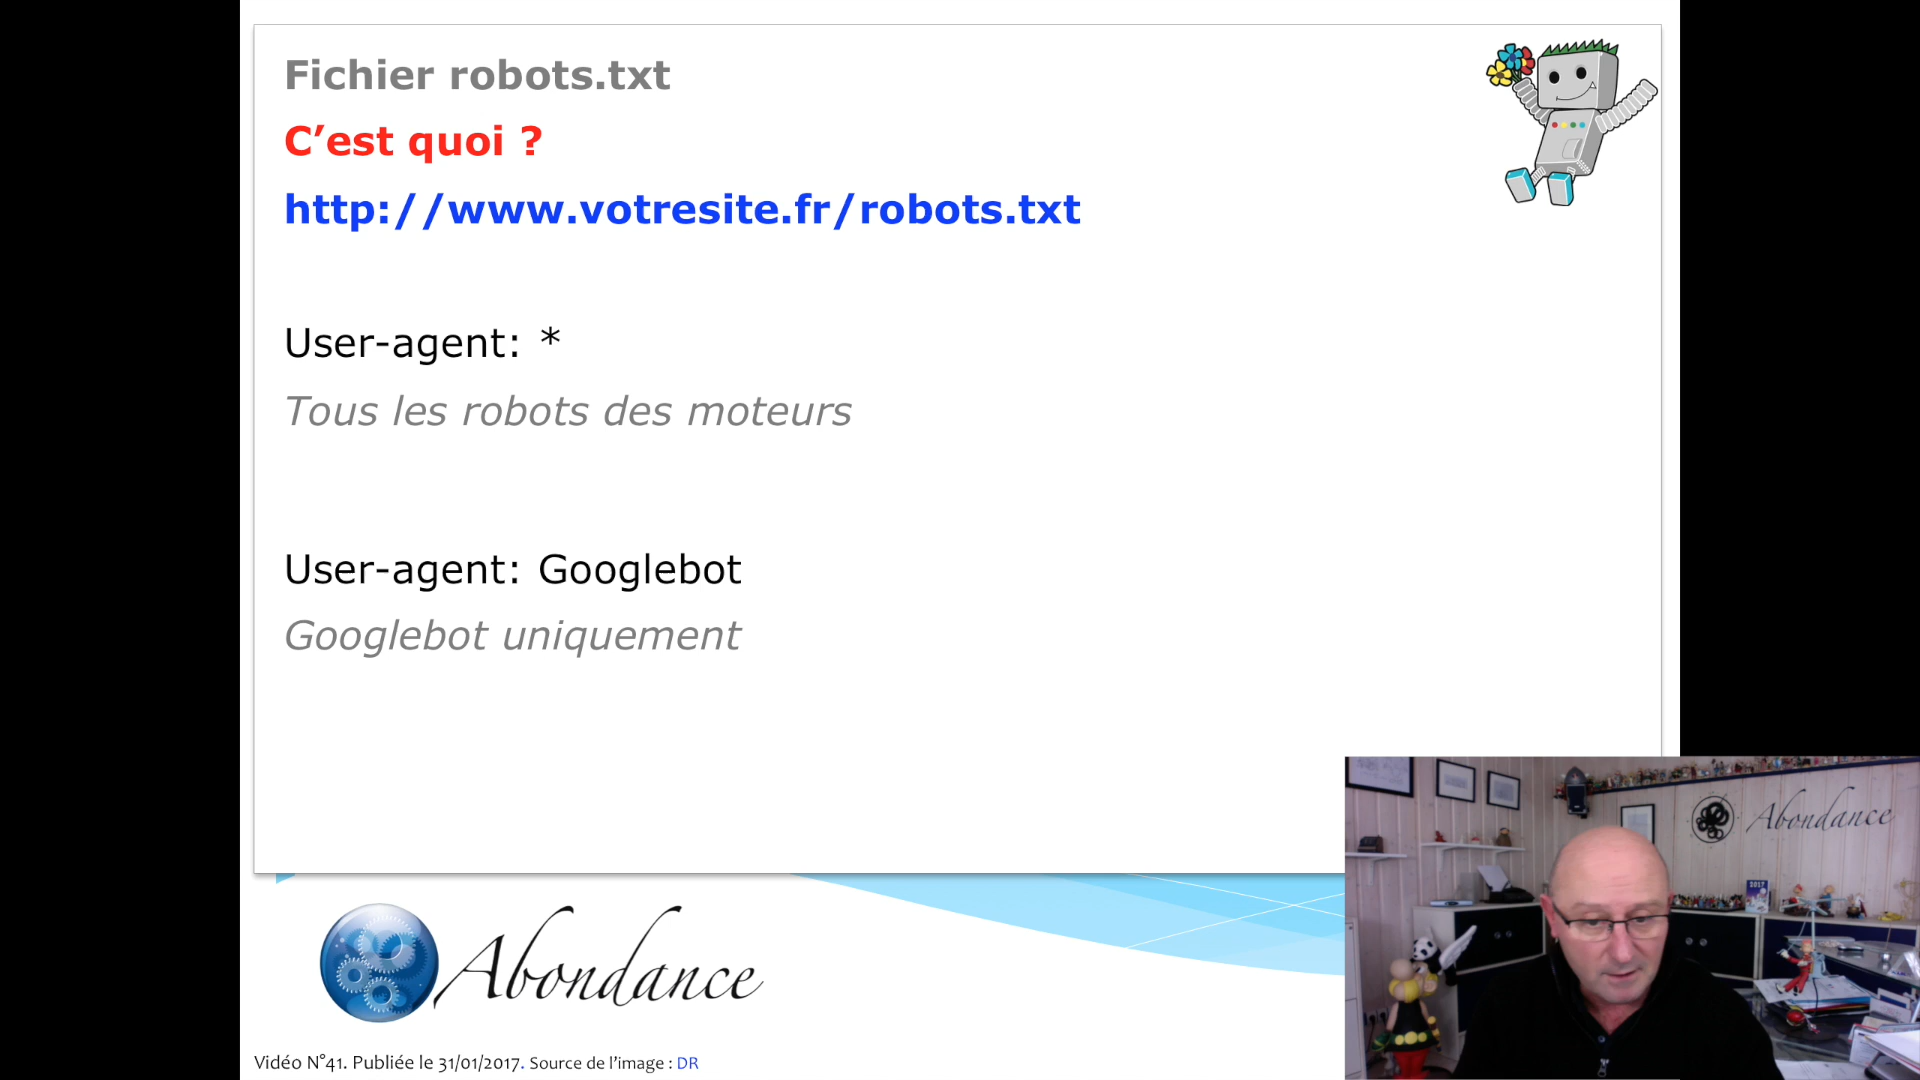 Fichier robots.txt
C’est quoi ?
http://www.votresite.fr/robots.txt
User-agent: *
Tous les robots des moteurs
User-agent: Googlebot
Googlebot uniquement
Abondance
2017
Abondance
Vidéo N°41. Publiée le 31/01/2017. Source de l’image : DR